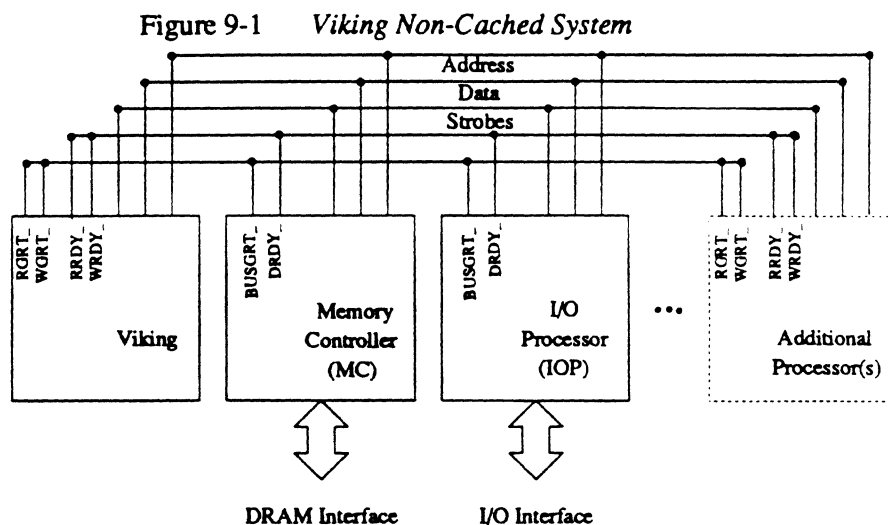 Figure 9-1 Viking Non-Cached System
Address
Data
Strobes
RGRT_
WGRT_
RRDY_
WRDY_
BUSGRT_
DRDY_
BUSGRT_
DRDY_
RGRT_
WGRT_
RRDY_
WRDY_
Viking
Memory
Controller
(MC)
I/O
Processor
(IOP)
...
Additional
Processor(s)
DRAM Interface
I/O Interface